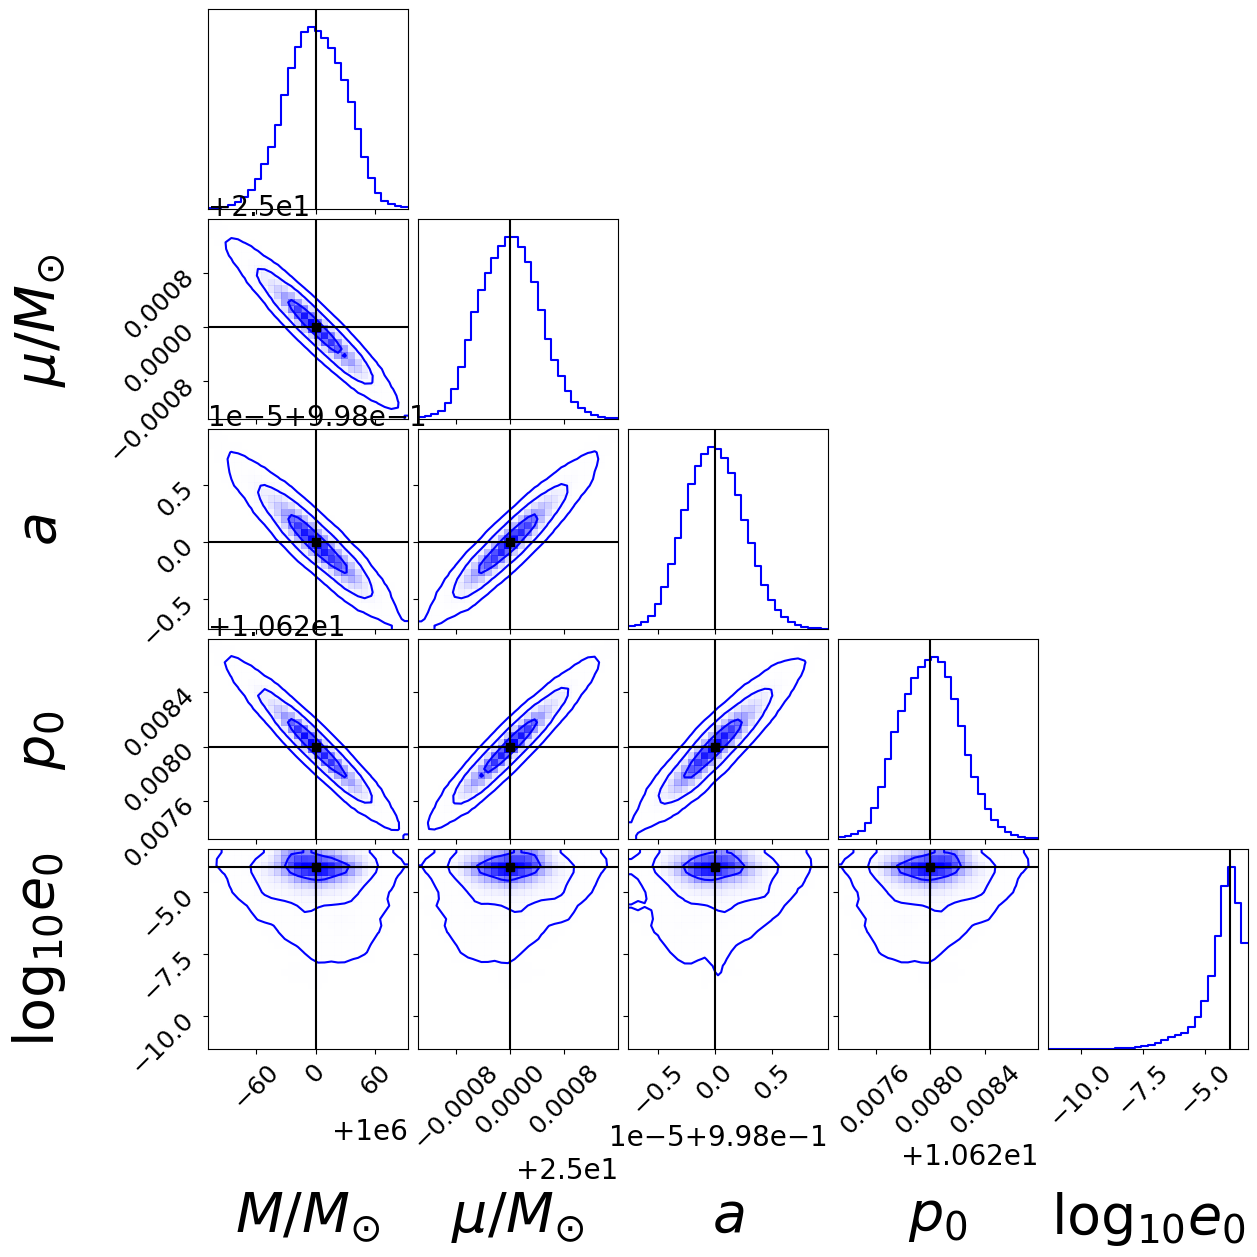 +2.5e1
μ/M⊙
0.0008
0.0000
−0.0008
1e−5+9.98e−1
a
0.5
0.0
−0.5
+1.062e1
p₀
0.0084
0.0080
0.0076
log₁₀e₀
−5.0
−7.5
−10.0
−60 0 60
−0.0008 0.0000 0.0008
−0.5 0.0 0.5
0.0076 0.0080 0.0084
−10.0 −7.5 −5.0
+1e6
+2.5e1
1e−5+9.98e−1
+1.062e1
M/M⊙ μ/M⊙ a p₀ log₁₀e₀